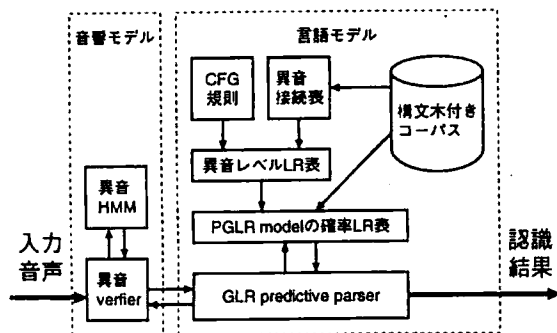 音響モデル
言語モデル
CFG
規則
異音
接続表
構文木付き
コーパス
異音レベルLR表
異音
HMM
PGLR modelの確率LR表
入力
音声
異音
verfier
GLR predictive parser
認識
結果